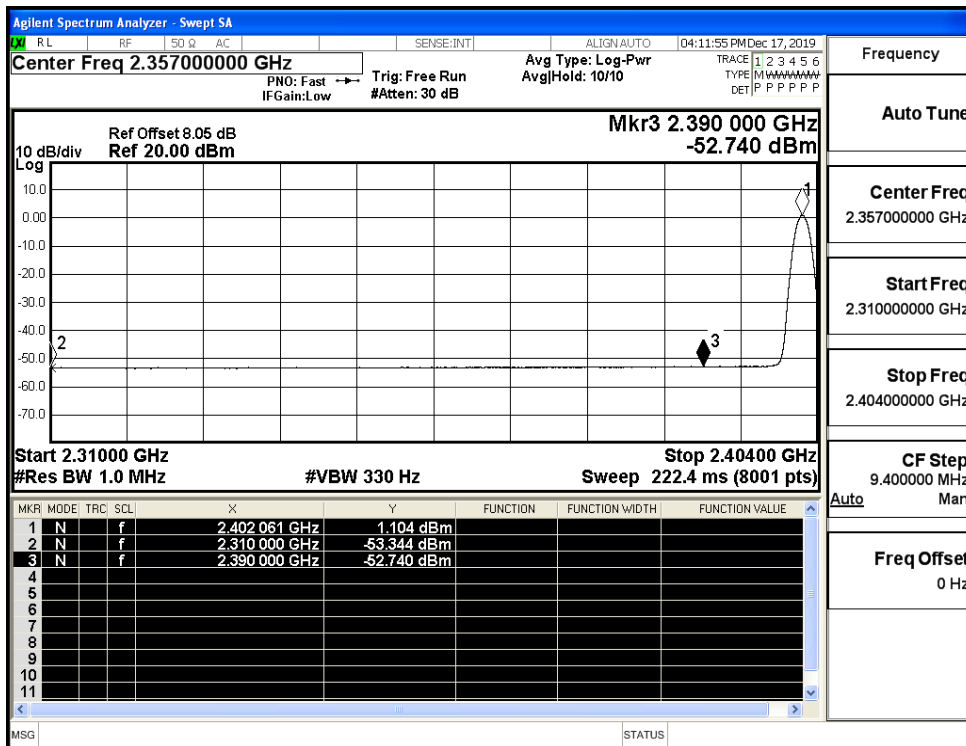 Agilent Spectrum Analyzer - Swept SA
LXI RL RF 50 Ω AC SENSE:INT ALIGNAUTO 04:11:55 PM Dec 17, 2019
Center Freq 2.357000000 GHz
PNO: Fast
IFGain:Low
Trig: Free Run
#Atten: 30 dB
Avg Type: Log-Pwr
Avg|Hold: 10/10
TRACE 1 2 3 4 5 6
TYPE M WWWWW
DET P P P P P P
Ref Offset 8.05 dB
10 dB/div Ref 20.00 dBm
Log
Mkr3 2.390 000 GHz
-52.740 dBm
10.0
0.00
-10.0
-20.0
-30.0
-40.0
-50.0
-60.0
-70.0
1
2
3
Start 2.31000 GHz Stop 2.40400 GHz
#Res BW 1.0 MHz #VBW 330 Hz Sweep 222.4 ms (8001 pts)
MKR MODE TRC SCL X Y FUNCTION FUNCTION WIDTH FUNCTION VALUE
1 N f 2.402 061 GHz 1.104 dBm
2 N f 2.310 000 GHz -53.344 dBm
3 N f 2.390 000 GHz -52.740 dBm
4
5
6
7
8
9
10
11
MSG STATUS
Frequency
Auto Tune
Center Freq
2.357000000 GHz
Start Freq
2.310000000 GHz
Stop Freq
2.404000000 GHz
CF Step
9.400000 MHz
Auto Man
Freq Offset
0 Hz